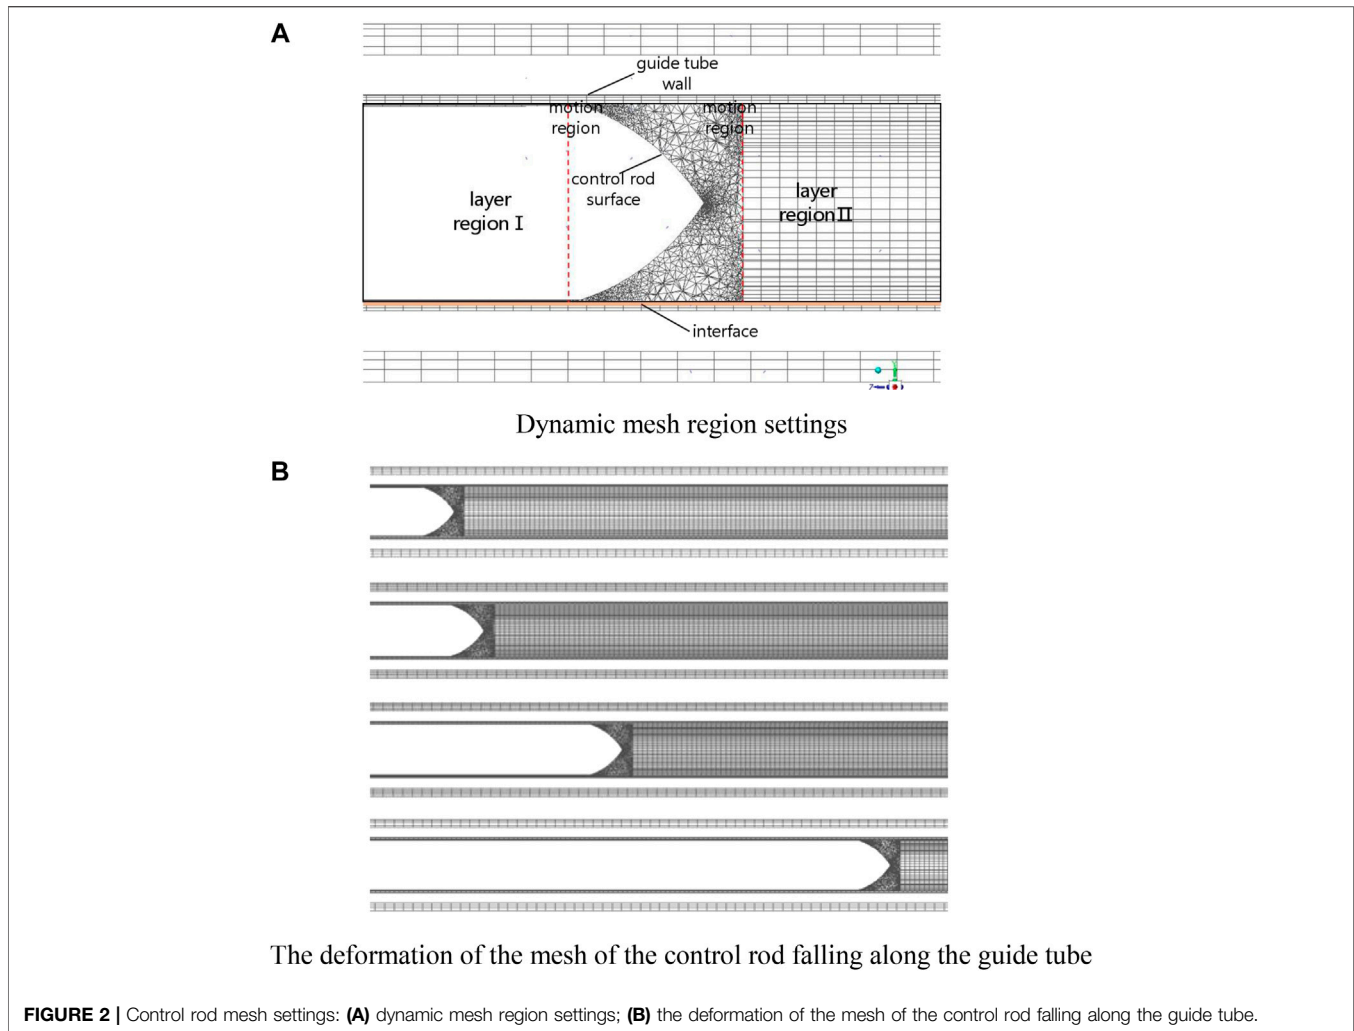 A
guide tube
wall
motion
region
motion
region
control rod
surface
layer
region I
layer
region II
interface
Dynamic mesh region settings
B
The deformation of the mesh of the control rod falling along the guide tube
FIGURE 2 | Control rod mesh settings: (A) dynamic mesh region settings; (B) the deformation of the mesh of the control rod falling along the guide tube.